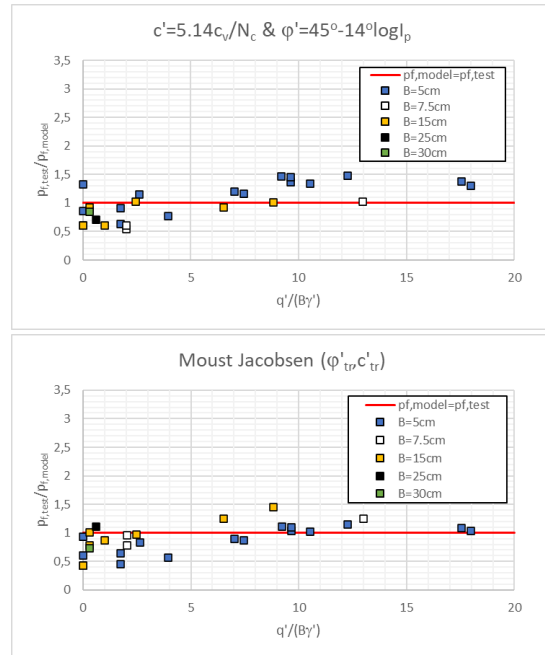 c'=5.14cᵥ/N꜀ & φ'=45°-14°logIₚ
3,5
3
2,5
2
1,5
1
0,5
0
p_f,test/p_f,model
pf,model=pf,test
B=5cm
B=7.5cm
B=15cm
B=25cm
B=30cm
0 5 10 15 20
q'/(Bγ')
Moust Jacobsen (φ'tr,c'tr)
3,5
3
2,5
2
1,5
1
0,5
0
p_f,test/p_f,model
pf,model=pf,test
B=5cm
B=7.5cm
B=15cm
B=25cm
B=30cm
0 5 10 15 20
q'/(Bγ')